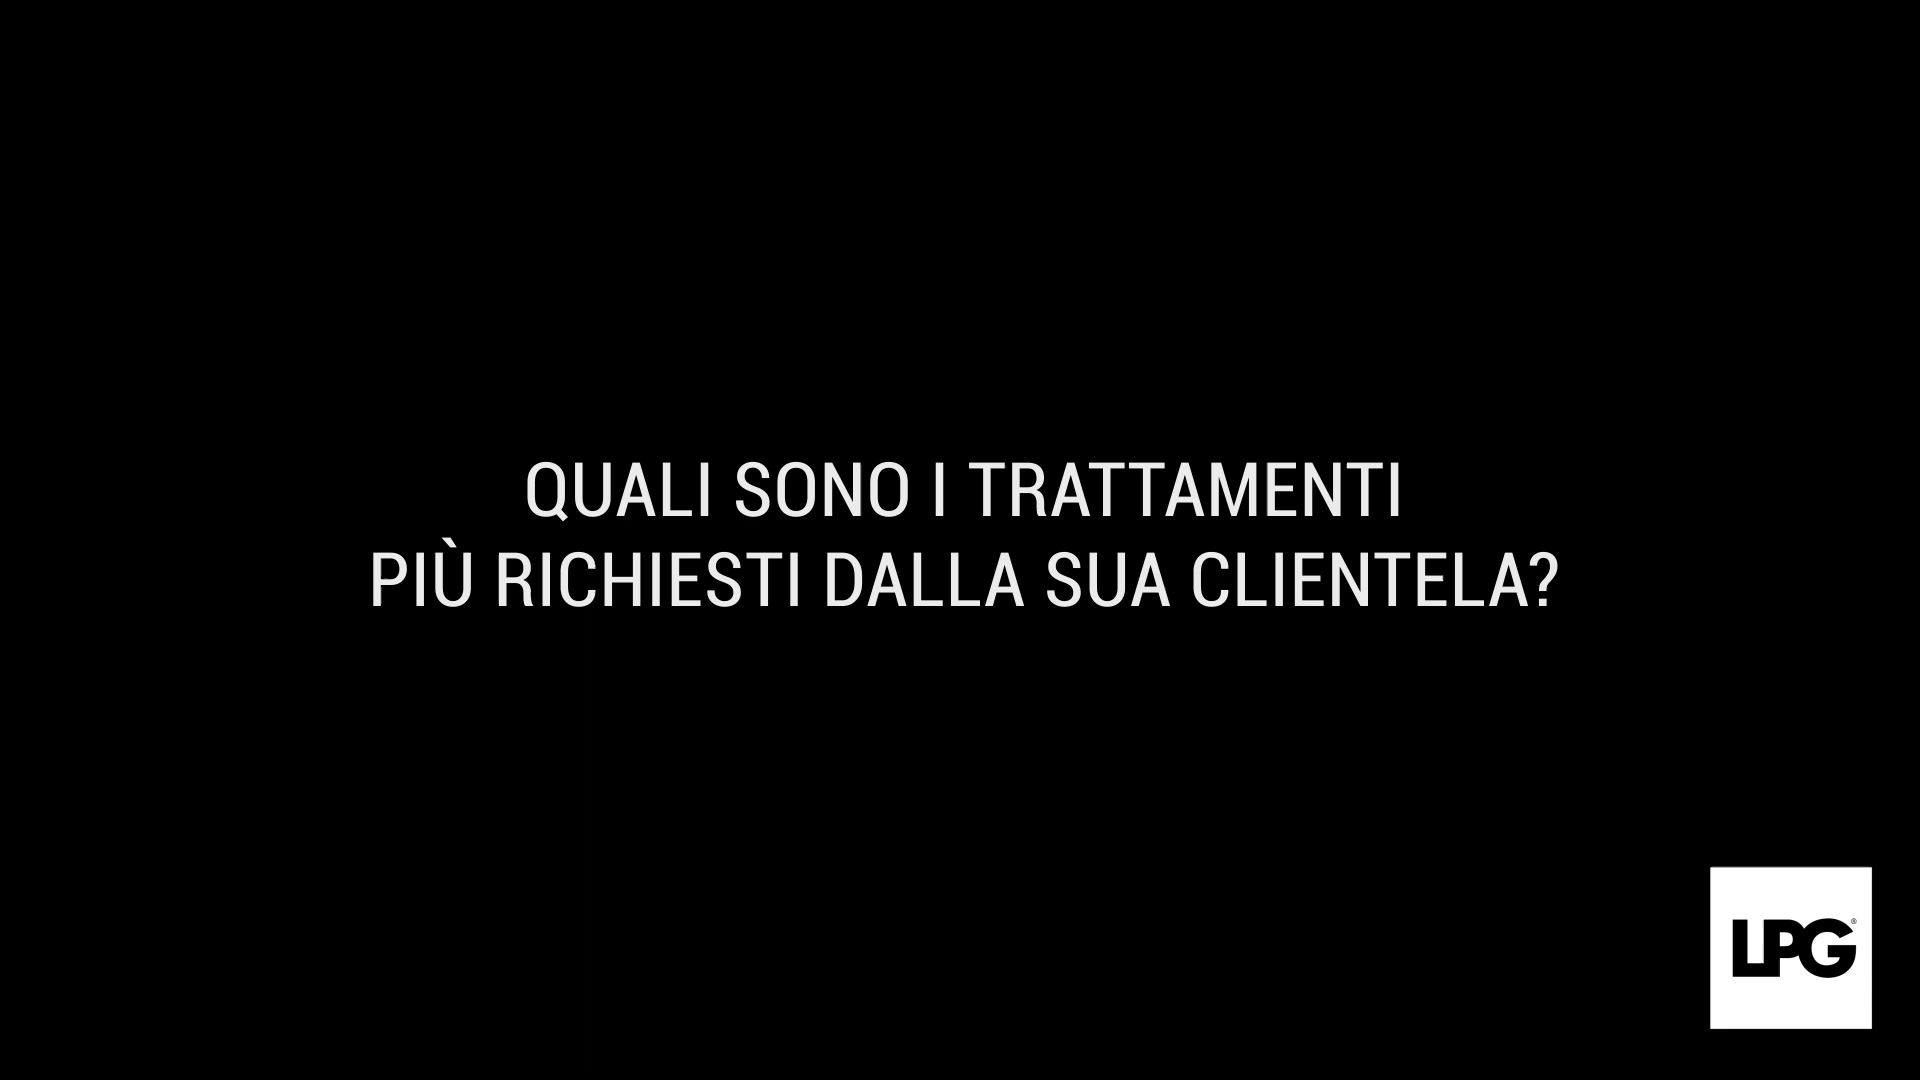 QUALI SONO I TRATTAMENTI
PIÙ RICHIESTI DALLA SUA CLIENTELA?
LPG®